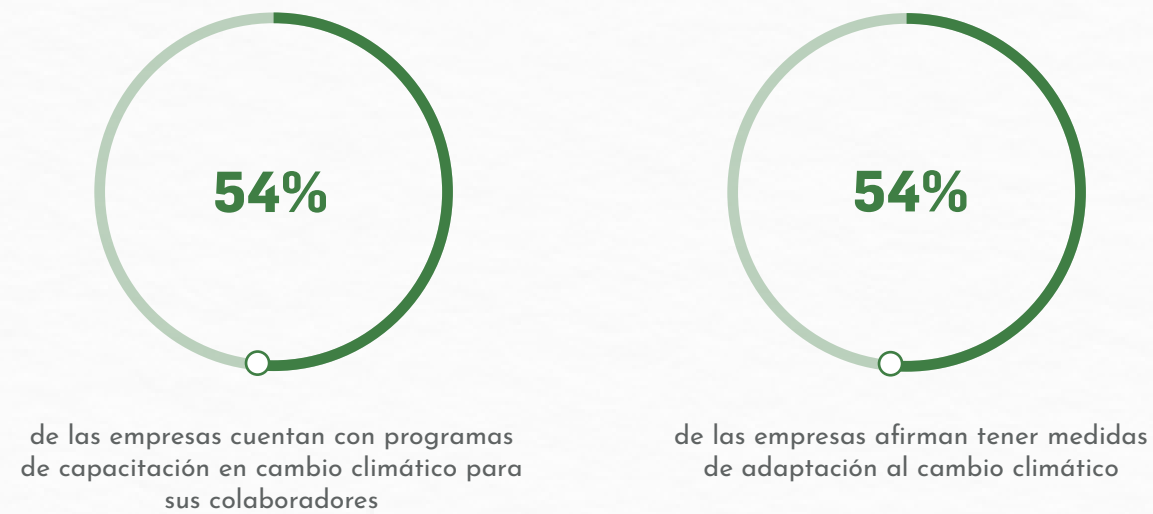 54%
de las empresas cuentan con programas
de capacitación en cambio climático para
sus colaboradores
54%
de las empresas afirman tener medidas
de adaptación al cambio climático